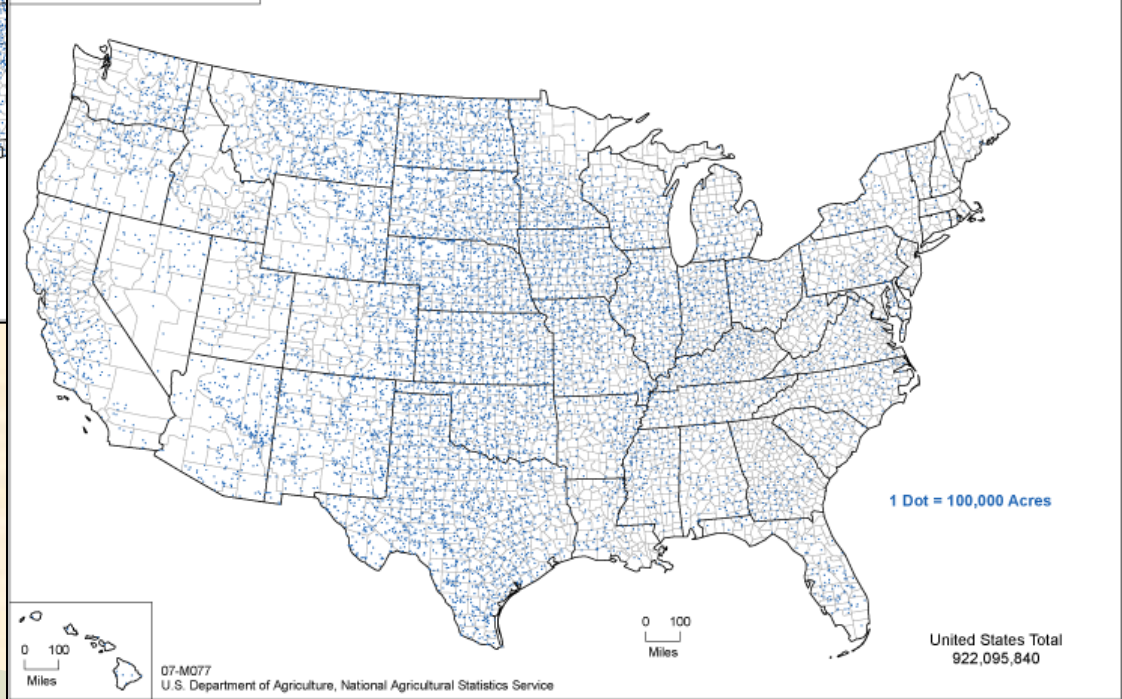 1 Dot = 100,000 Acres
0 100
Miles
United States Total
922,095,840
0 100
Miles
07-M077
U.S. Department of Agriculture, National Agricultural Statistics Service